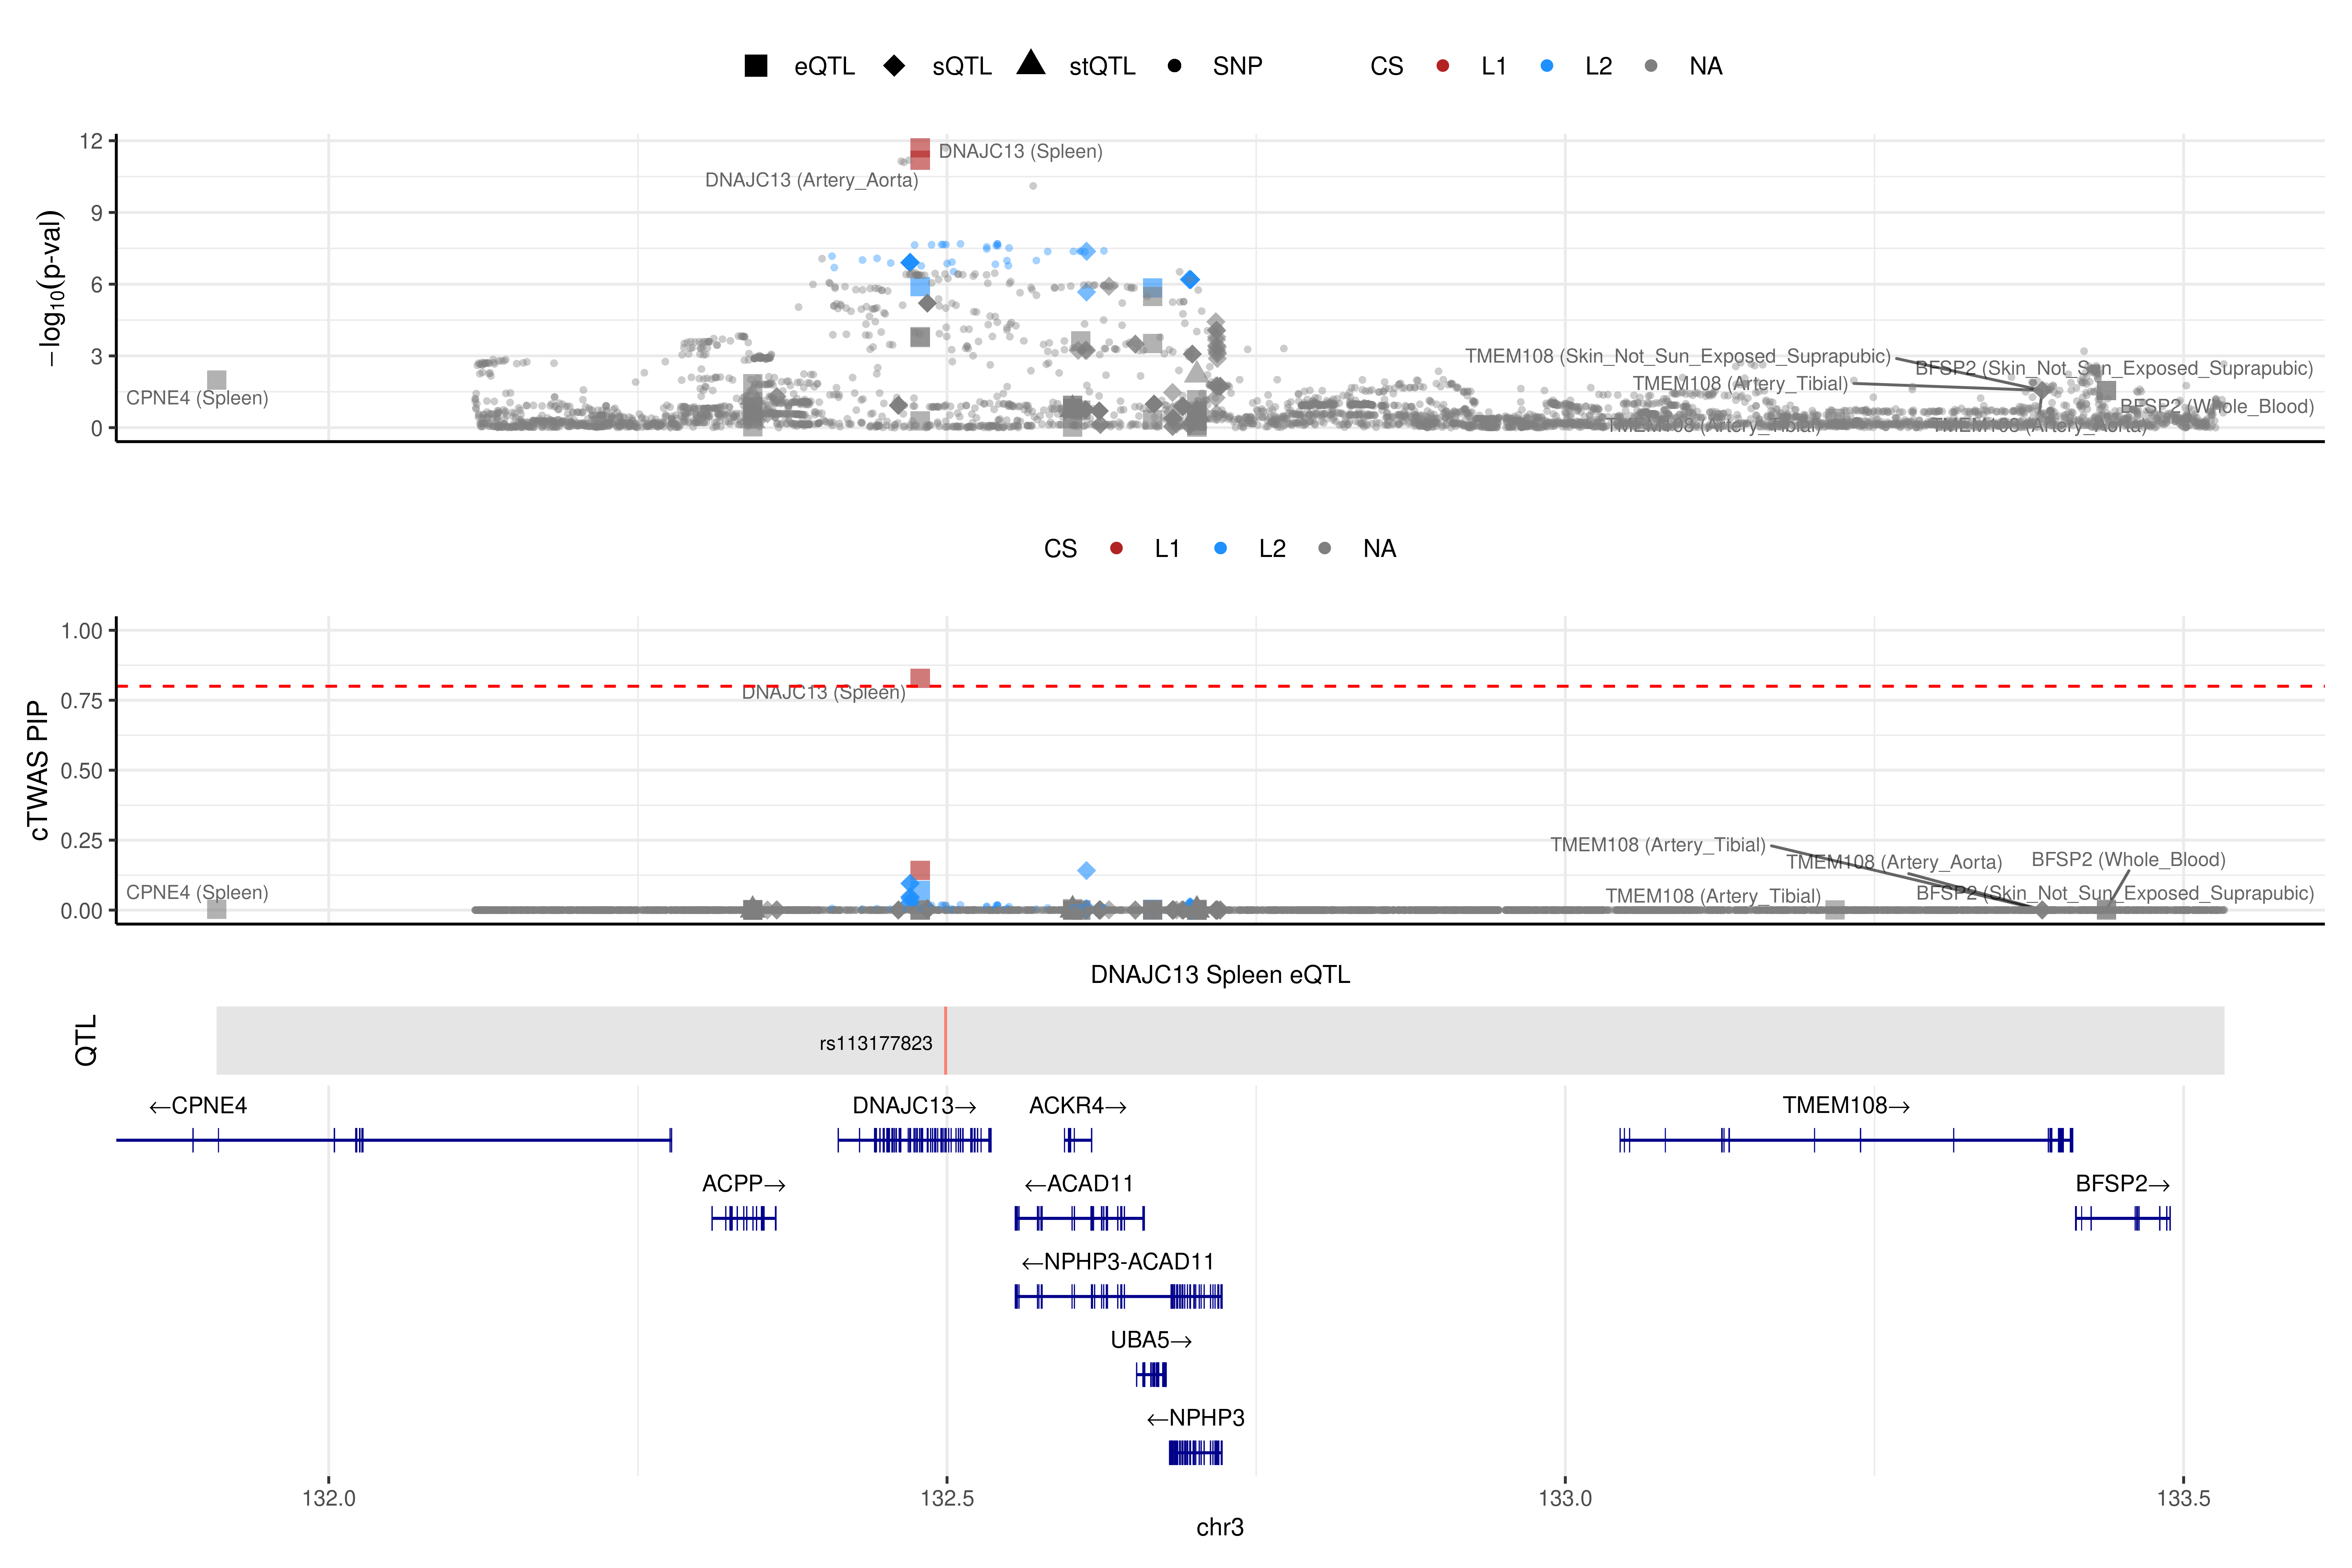 eQTL sQTL stQTL SNP CS L1 L2 NA
−log10(p-val)
12
9
6
3
0
DNAJC13 (Spleen)
DNAJC13 (Artery_Aorta)
CPNE4 (Spleen)
TMEM108 (Skin_Not_Sun_Exposed_Suprapubic)
BFSP2 (Skin_Not_Sun_Exposed_Suprapubic)
TMEM108 (Artery_Tibial)
BFSP2 (Whole_Blood)
TMEM108 (Artery_Tibial)
TMEM108 (Artery_Aorta)
CS L1 L2 NA
cTWAS PIP
1.00
0.75
0.50
0.25
0.00
DNAJC13 (Spleen)
CPNE4 (Spleen)
TMEM108 (Artery_Tibial)
TMEM108 (Artery_Aorta)
BFSP2 (Whole_Blood)
TMEM108 (Artery_Tibial)
BFSP2 (Skin_Not_Sun_Exposed_Suprapubic)
DNAJC13 Spleen eQTL
QTL
rs113177823
←CPNE4
DNAJC13→
ACKR4→
TMEM108→
ACPP→
←ACAD11
BFSP2→
←NPHP3-ACAD11
UBA5→
←NPHP3
132.0 132.5 133.0 133.5
chr3